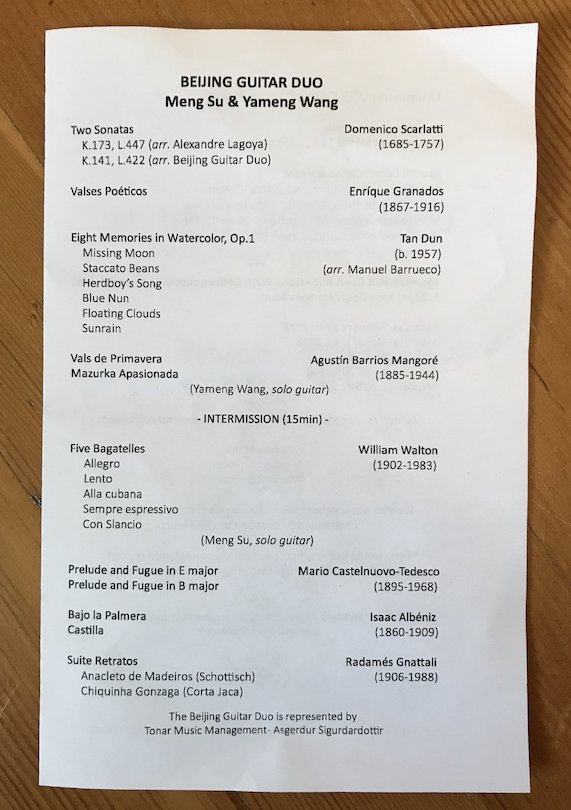 BEIJING GUITAR DUO
Meng Su & Yameng Wang
Two Sonatas Domenico Scarlatti
K.173, L.447 (arr. Alexandre Lagoya) (1685-1757)
K.141, L.422 (arr. Beijing Guitar Duo)
Valses Poéticos Enríque Granados
(1867-1916)
Eight Memories in Watercolor, Op.1 Tan Dun
Missing Moon (b. 1957)
Staccato Beans (arr. Manuel Barrueco)
Herdboy's Song
Blue Nun
Floating Clouds
Sunrain
Vals de Primavera Agustín Barrios Mangoré
Mazurka Apasionada (1885-1944)
(Yameng Wang, solo guitar)
- INTERMISSION (15min) -
Five Bagatelles William Walton
Allegro (1902-1983)
Lento
Alla cubana
Sempre espressivo
Con Slancio
(Meng Su, solo guitar)
Prelude and Fugue in E major Mario Castelnuovo-Tedesco
Prelude and Fugue in B major (1895-1968)
Bajo la Palmera Isaac Albéniz
Castilla (1860-1909)
Suite Retratos Radamés Gnattali
Anacleto de Madeiros (Schottisch) (1906-1988)
Chiquinha Gonzaga (Corta Jaca)
The Beijing Guitar Duo is represented by
Tonar Music Management- Asgerdur Sigurdardottir